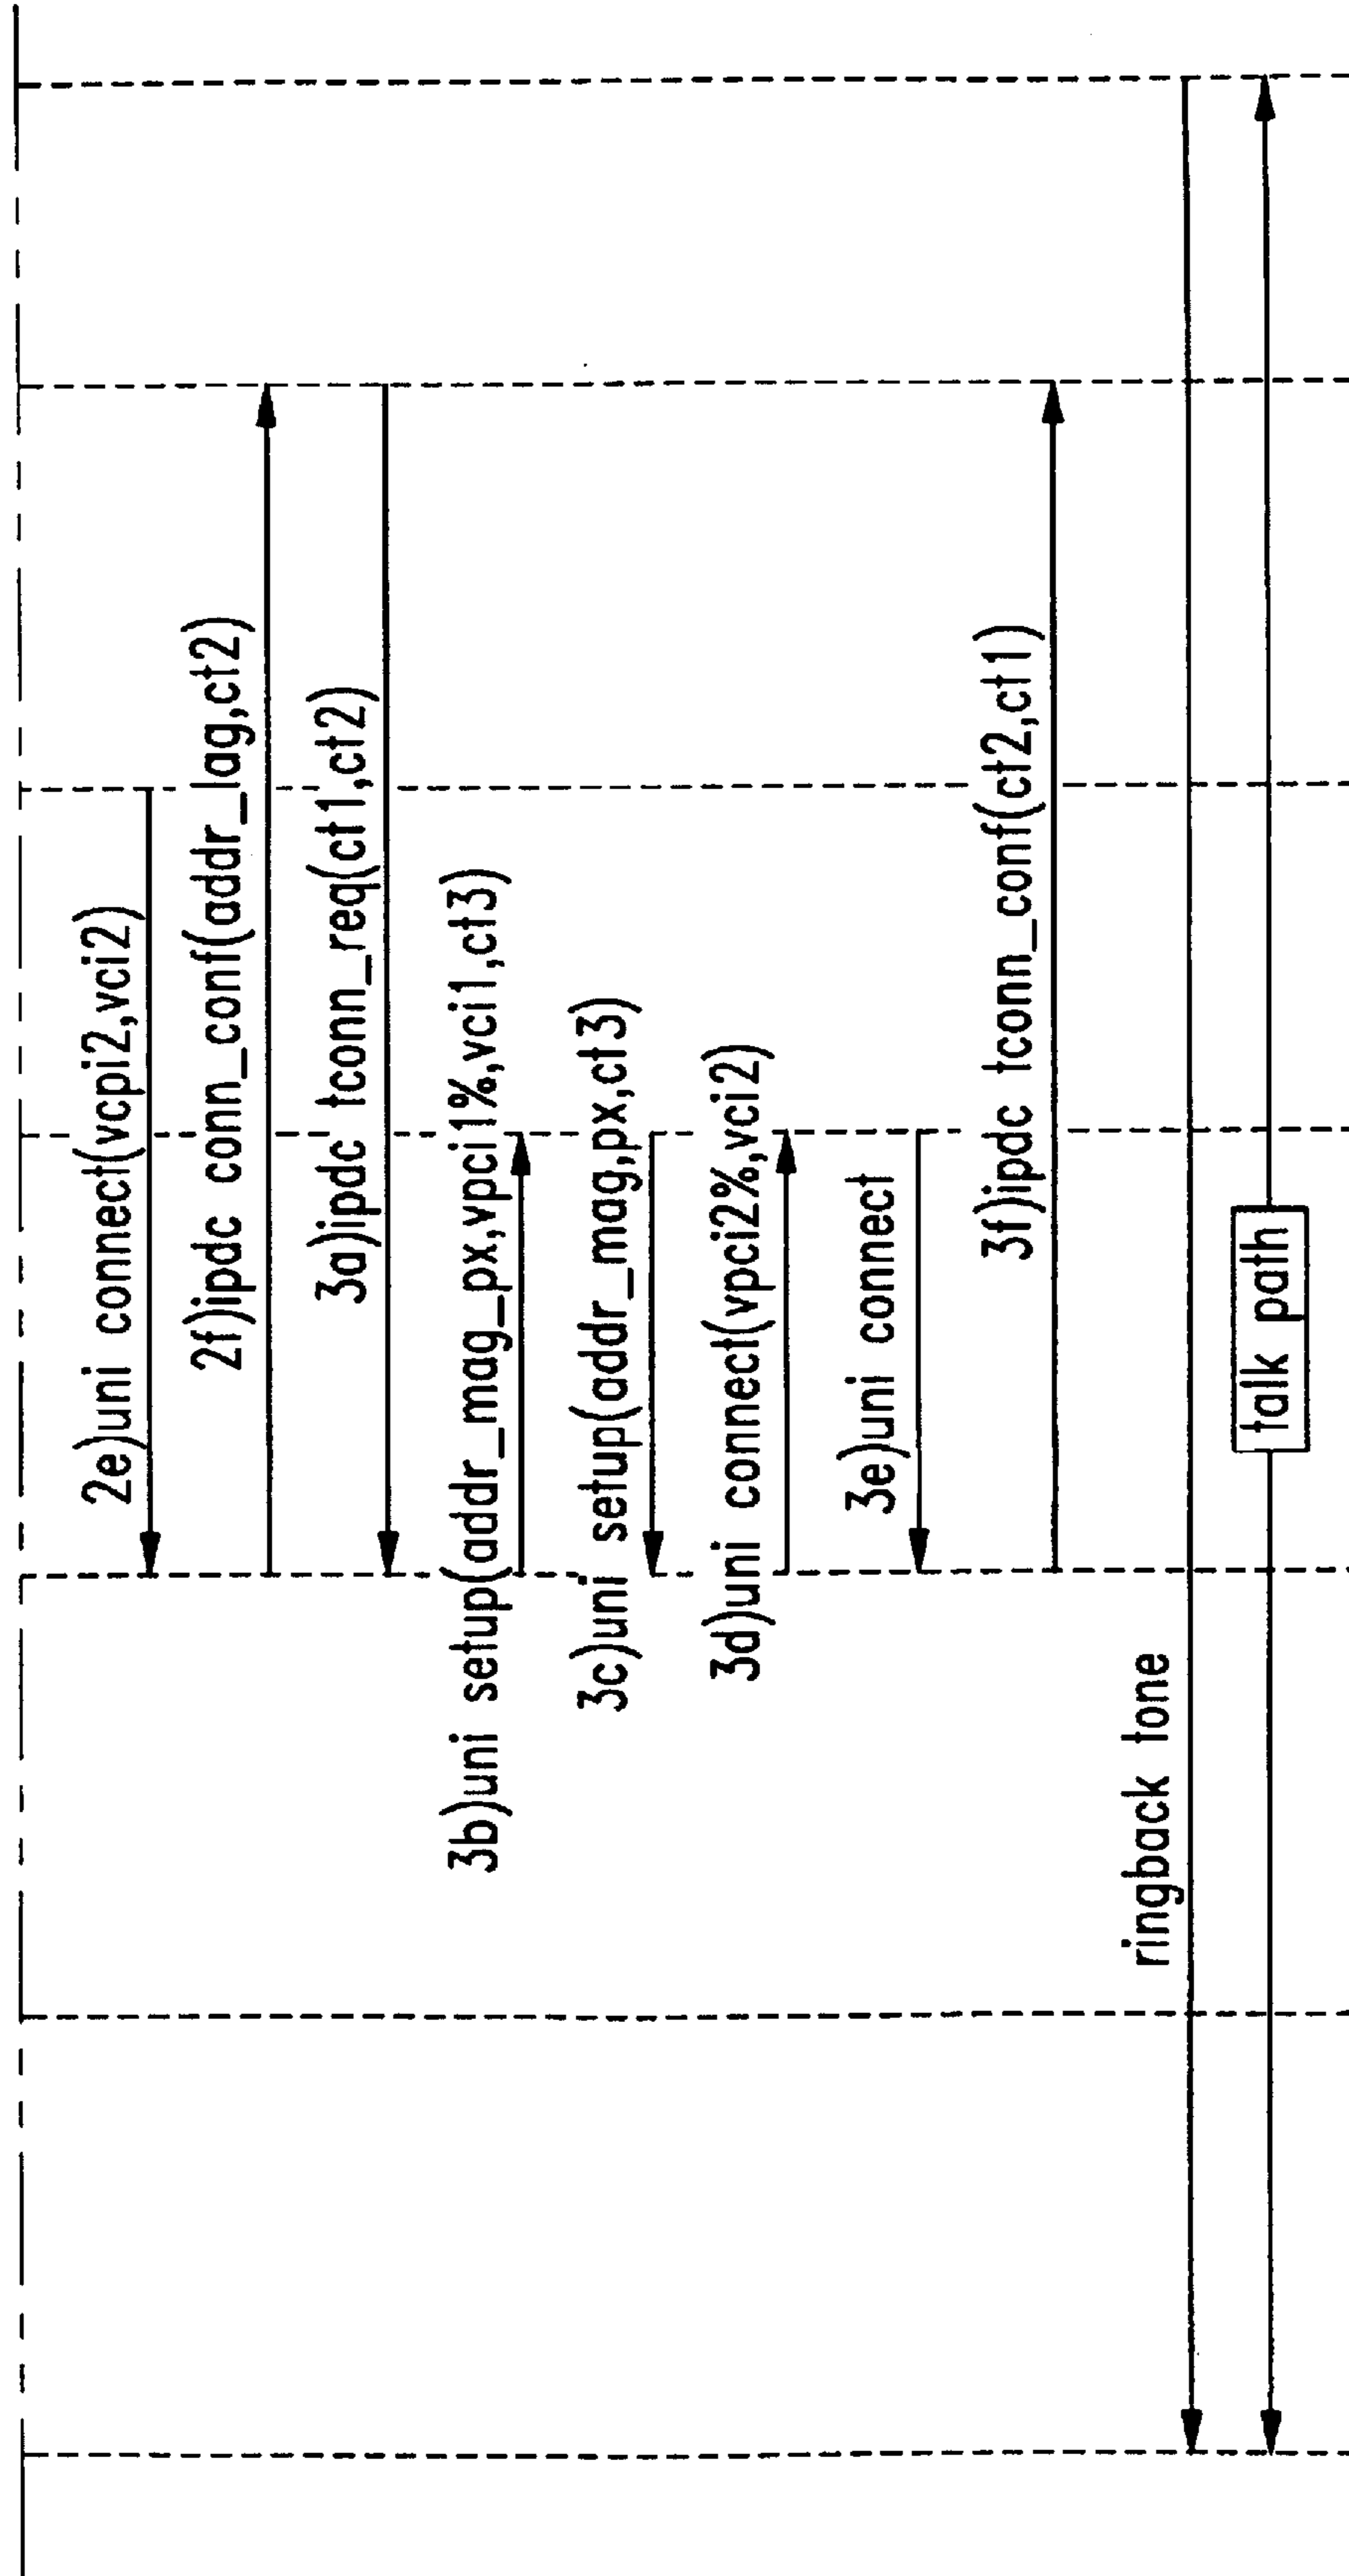 2e)uni connect(vcpi2,vci2)
2f)ipdc conn_conf(addr_lag,ct2)
3a)ipdc tconn_req(ct1,ct2)
3b)uni setup(addr_mag_px,vpci1%,vci1,ct3)
3c)uni setup(addr_mag,px,ct3)
3d)uni connect(vpci2%,vci2)
3e)uni connect
3f)ipdc tconn_conf(ct2,ct1)
ringback tone
talk path